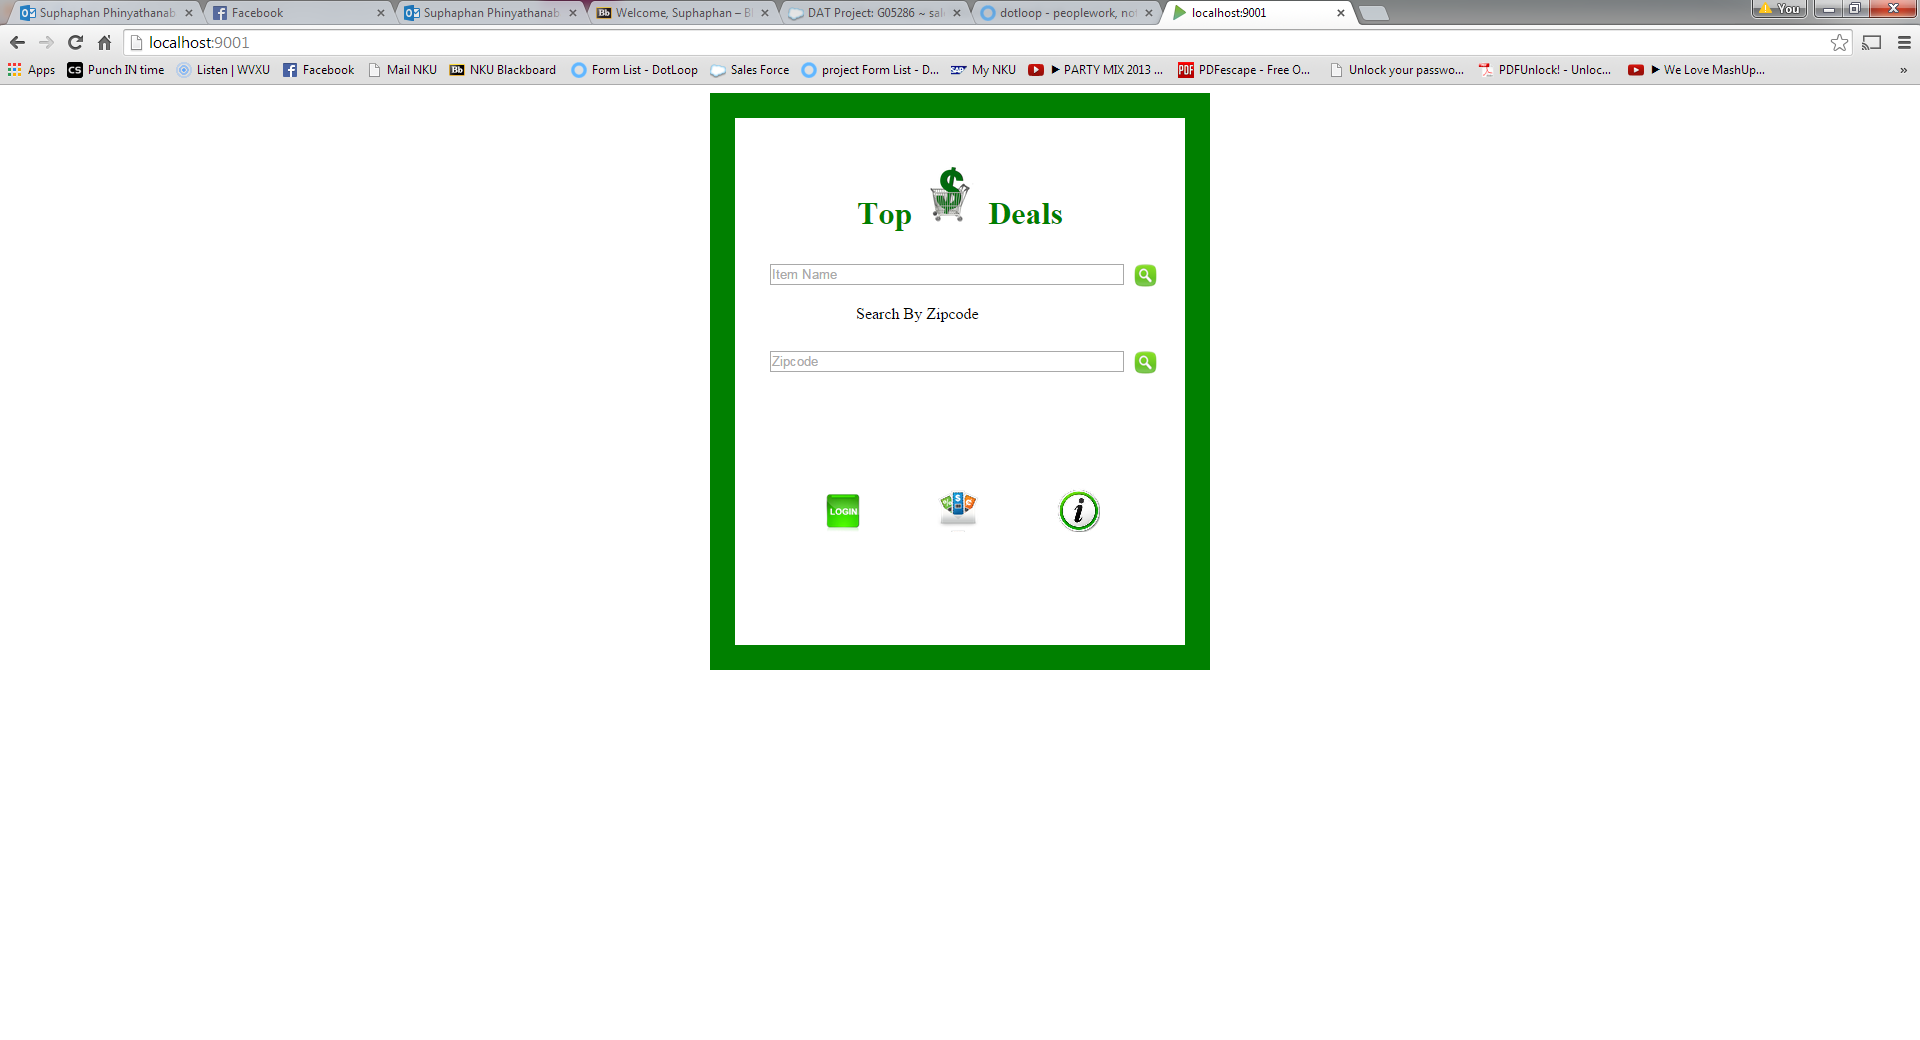 Suphaphan Phinyathanab
Facebook
Suphaphan Phinyathanab
Welcome, Suphaphan – Bl
DAT Project: G05286 ~ sale
dotloop - peoplework, not
localhost:9001
You
localhost:9001
Apps
Punch IN time
Listen | WVXU
Facebook
Mail NKU
NKU Blackboard
Form List - DotLoop
Sales Force
project Form List - D...
My NKU
▶ PARTY MIX 2013 ...
PDFescape - Free O...
Unlock your passwo...
PDFUnlock! - Unloc...
▶ We Love MashUp...
»
Top $ Deals
Item Name
Search By Zipcode
Zipcode
LOGIN
$
i